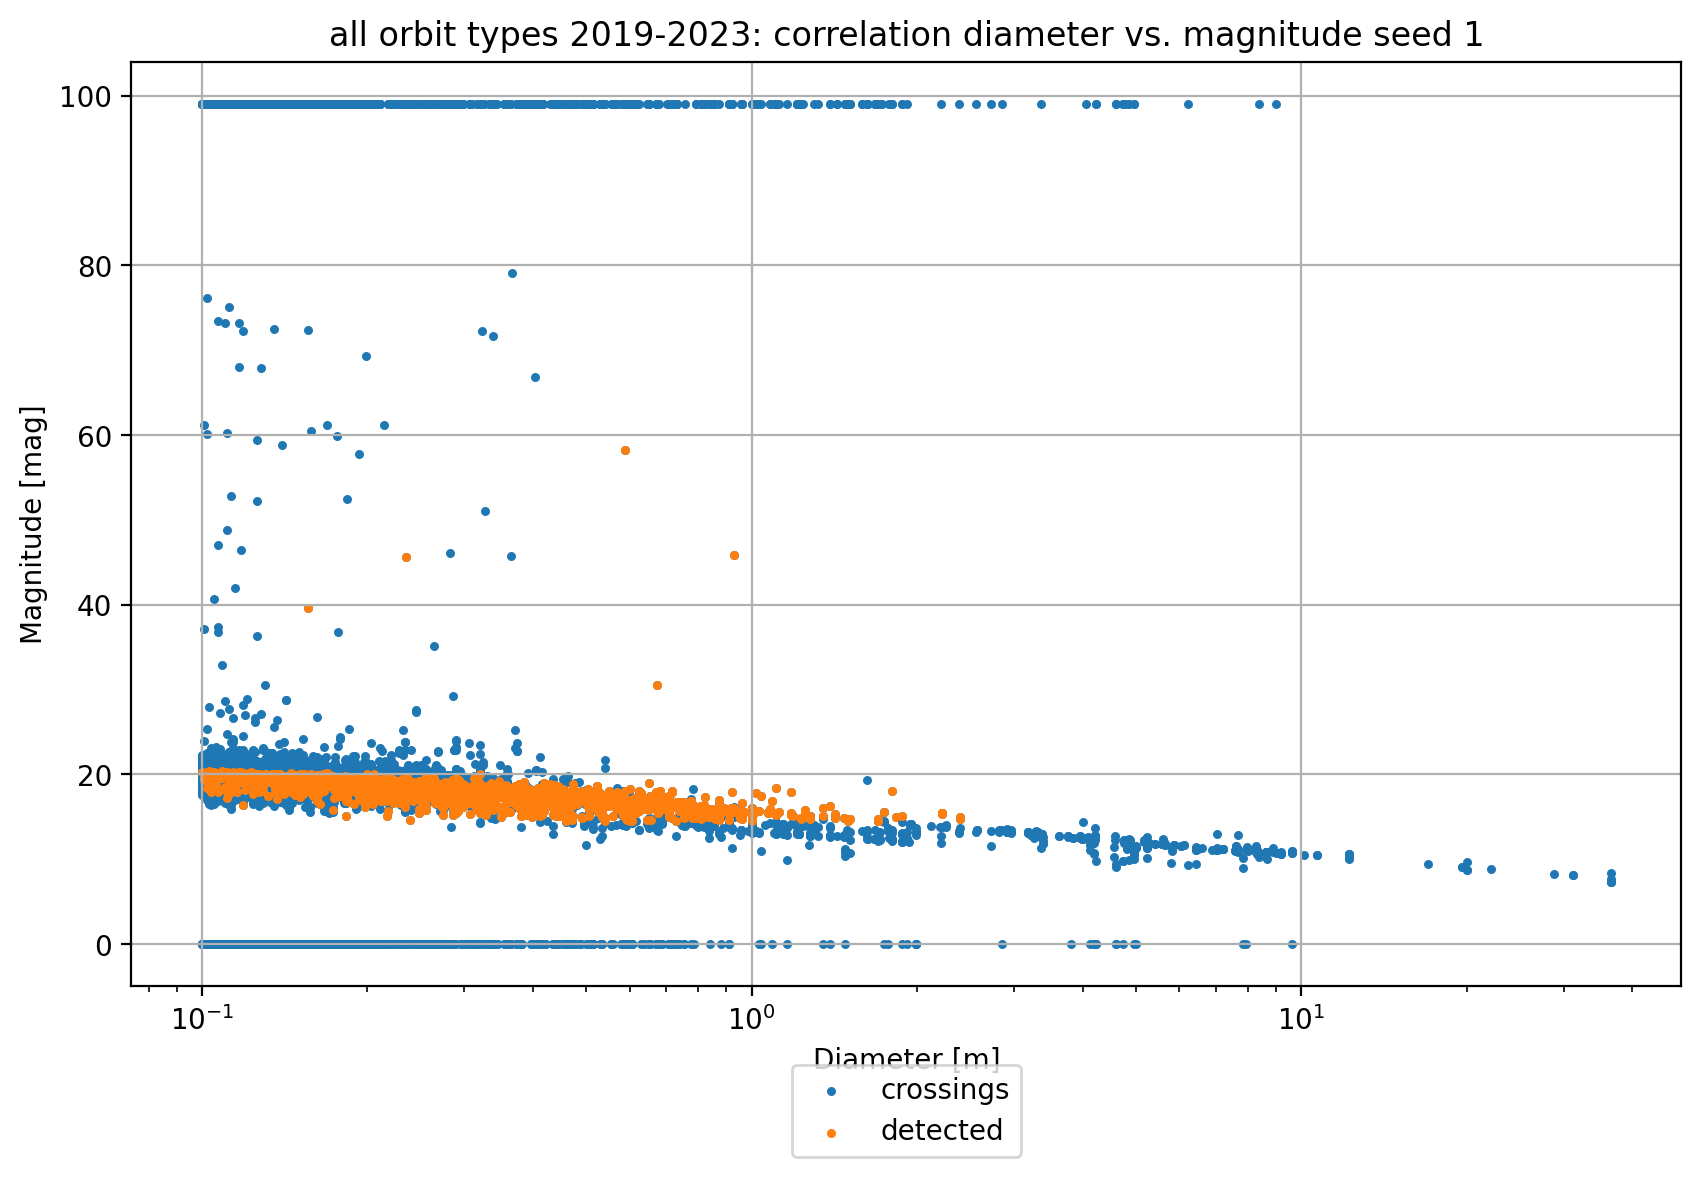 all orbit types 2019-2023: correlation diameter vs. magnitude seed 1
100
80
60
40
20
0
Magnitude [mag]
10⁻¹
10⁰
10¹
Diameter [m]
crossings
detected